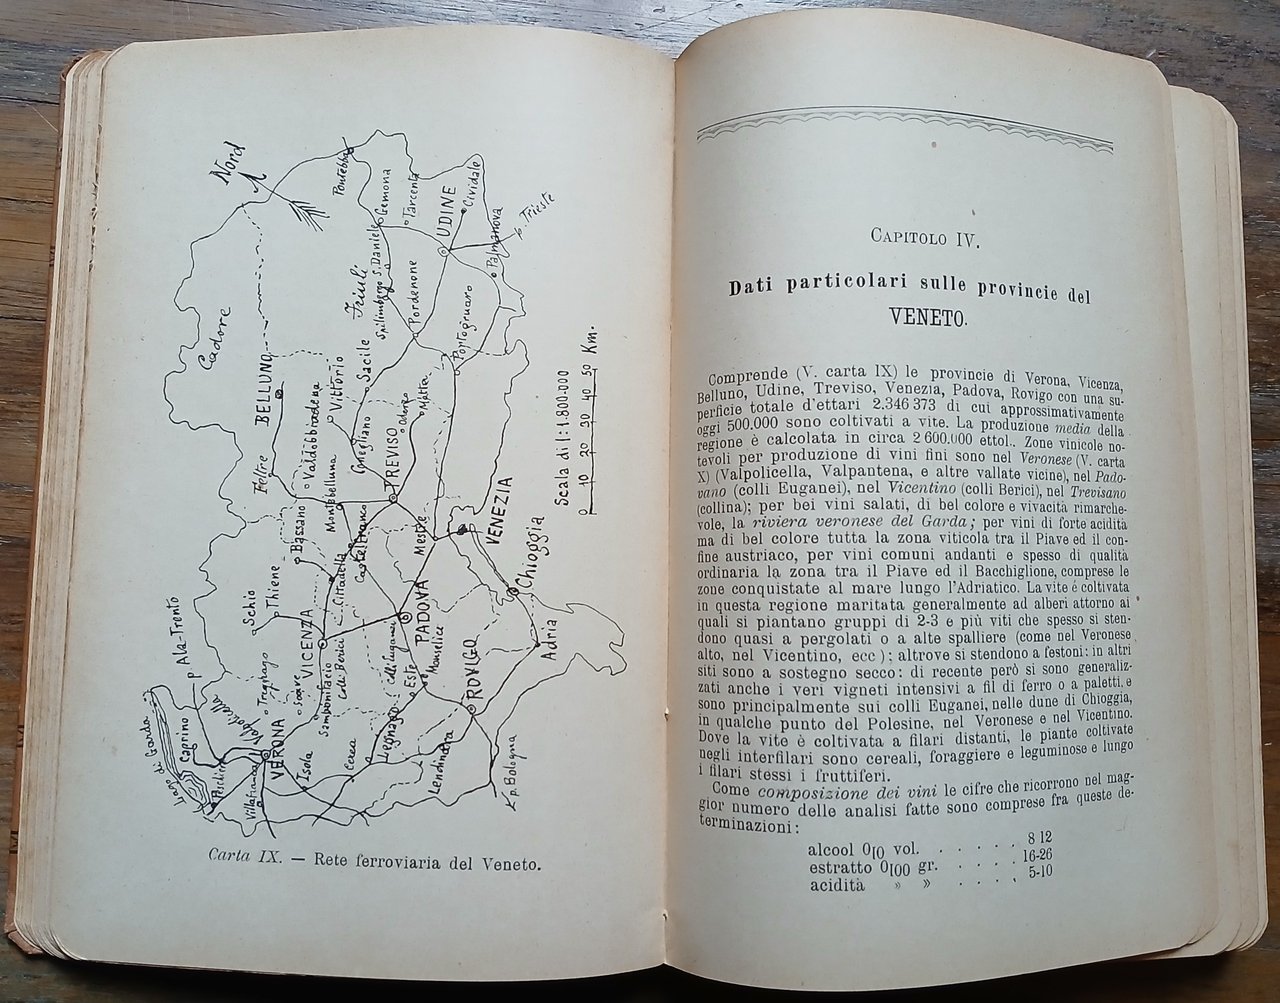 Nord
Pontebba
Gemona
Tarcento
Cividale
UDINE
S. Daniele
Spilimbergo
Friuli
Palmanova
p. Trieste
Cadore
Pordenone
Portogruaro
Sacile
BELLUNO
Vittorio
Valdobbiadena
Conegliano
Oderzo
Motta
TREVISO
Feltre
Montebelluna
Bassano
Castelfranco
Cittadella
Mestre
VENEZIA
Chioggia
Schio
Thiene
VICENZA
PADOVA
p. Ala-Trento
Colli Berici
Colli Euganei
Monselice
Este
ROVIGO
Adria
Tregnago
Soave
Sambonifacio
Lago di Garda
Caprino
Peschiera
VERONA
Villafranca
Isola
Cerea
Legnago
Lendinara
p. Bologna
Scala di 1:1.800.000
0 10 20 30 40 50 Km.
Carta IX. — Rete ferroviaria del Veneto.
CAPITOLO IV.
Dati particolari sulle provincie del
VENETO.
Comprende (V. carta IX) le provincie di Verona, Vicenza,
Belluno, Udine, Treviso, Venezia, Padova, Rovigo con una su-
perficie totale d'ettari 2.346 373 di cui approssimativamente
oggi 500.000 sono coltivati a vite. La produzione media della
regione è calcolata in circa 2 600.000 ettol.. Zone vinicole no-
tevoli per produzione di vini fini sono nel Veronese (V. carta
X) (Valpolicella, Valpantena, e altre vallate vicine), nel Pado-
vano (colli Euganei), nel Vicentino (colli Berici), nel Trevisano
(collina); per bei vini salati, di bel colore e vivacità rimarche-
vole, la riviera veronese del Garda; per vini di forte acidità
ma di bel colore tutta la zona viticola tra il Piave ed il con-
fine austriaco, per vini comuni andanti e spesso di qualità
ordinaria la zona tra il Piave ed il Bacchiglione, comprese le
zone conquistate al mare lungo l'Adriatico. La vite é coltivata
in questa regione maritata generalmente ad alberi attorno ai
quali si piantano gruppi di 2-3 e più viti che spesso si sten-
dono quasi a pergolati o a alte spalliere (come nel Veronese
alto, nel Vicentino, ecc); altrove si stendono a festoni: in altri
siti sono a sostegno secco: di recente però si sono generaliz-
zati anche i veri vigneti intensivi a fil di ferro o a paletti, e
sono principalmente sui colli Euganei, nelle dune di Chioggia,
in qualche punto del Polesine, nel Veronese e nel Vicentino.
Dove la vite è coltivata a filari distanti, le piante coltivate
negli interfilari sono cereali, foraggiere e leguminose e lungo
i filari stessi i fruttiferi.
Come composizione dei vini le cifre che ricorrono nel mag-
gior numero delle analisi fatte sono comprese fra queste de-
terminazioni:
alcool 0[0 vol. . . . . . 8 12
estratto 0[00 gr. . . . . . 16-26
acidità » » . . . . 5-10